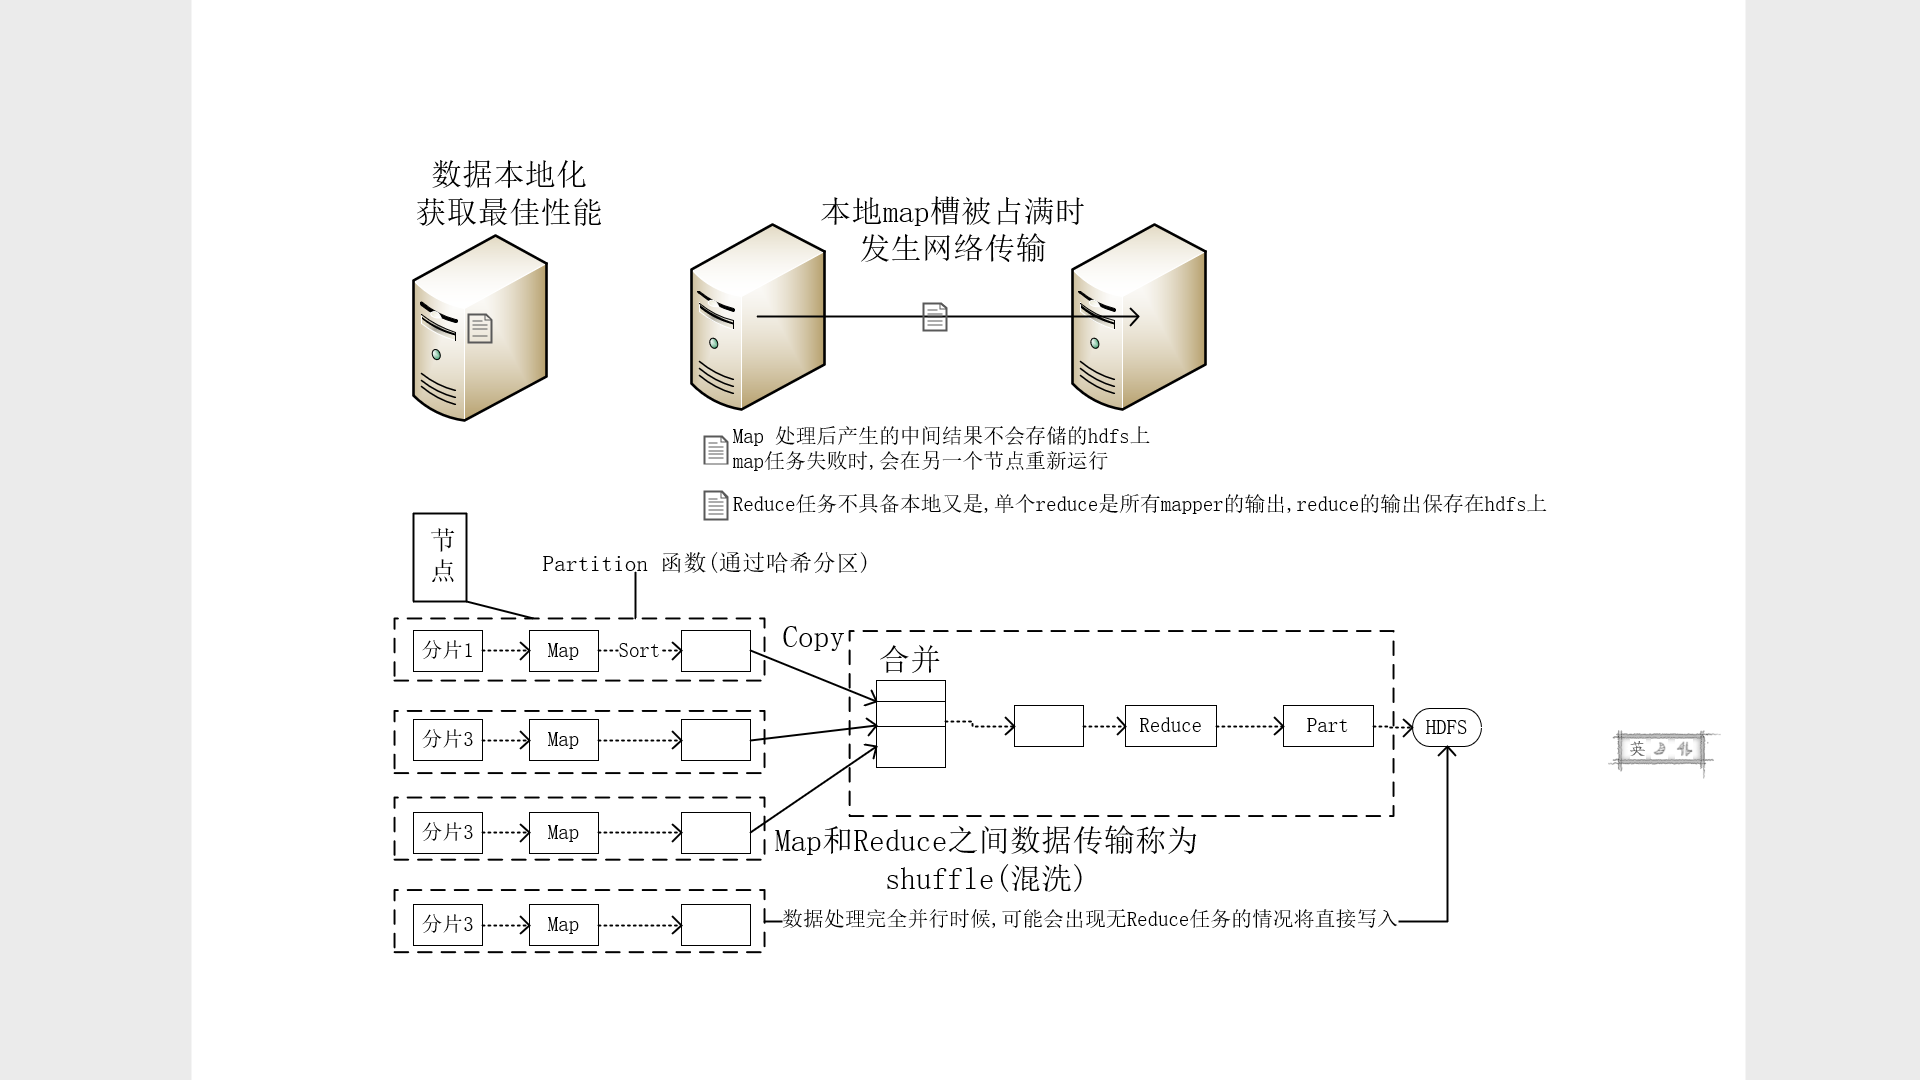 数据本地化
获取最佳性能
本地map槽被占满时
发生网络传输
Map 处理后产生的中间结果不会存储的hdfs上
map任务失败时,会在另一个节点重新运行
Reduce任务不具备本地又是,单个reduce是所有mapper的输出,reduce的输出保存在hdfs上
节
点
Partition 函数(通过哈希分区)
分片1
Map
Sort
Copy
合并
分片3
Map
Reduce
Part
HDFS
分片3
Map
Map和Reduce之间数据传输称为
shuffle(混洗)
分片3
Map
数据处理完全并行时候,可能会出现无Reduce任务的情况将直接写入
英